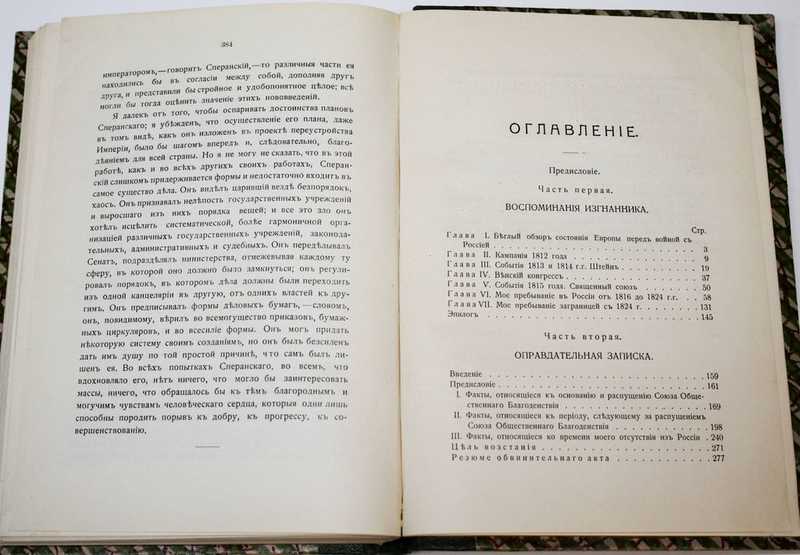 384
императоромъ,—говоритъ Сперанскій,—то различныя части ея
находились бы въ согласіи между собой, дополняя другъ
друга, и представили бы стройное и удобопонятное цѣлое; всѣ
могли бы тогда оцѣнить значеніе этихъ нововведеній.
Я далекъ отъ того, чтобы оспаривать достоинства плановъ
Сперанскаго; я убѣжденъ, что осуществленіе его плана, даже
въ томъ видѣ, какъ онъ изложенъ въ проектѣ переустройства
Имперіи, было бы шагомъ впередъ и, слѣдовательно, благо-
дѣяніемъ для всей страны. Но я не могу не сказать, что въ этой
работѣ, какъ и во всѣхъ другихъ своихъ работахъ, Сперан-
скій слишкомъ придерживается формы и недостаточно входитъ въ
самое существо дѣла. Онъ видѣлъ царившій вездѣ безпорядокъ,
хаосъ. Онъ признавалъ нелѣпость государственныхъ учрежденій
и выросшаго изъ нихъ порядка вещей; и все это зло онъ
хотѣлъ исцѣлить систематической, болѣе гармоничной орга-
низаціей различныхъ государственныхъ учрежденій, законода-
тельныхъ, административныхъ и судебныхъ. Онъ передѣлывалъ
Сенатъ, подраздѣлялъ министерства, отмежевывая каждому ту
сферу, въ которой оно должно было замкнуться; онъ регули-
ровалъ порядокъ, въ которомъ дѣла должны были переходить
изъ одной канцеляріи въ другую, отъ однихъ властей къ дру-
гимъ. Онъ предписывалъ формы дѣловыхъ бумагъ,—словомъ,
онъ, повидимому, вѣрилъ во всемогущество приказовъ, бумаж-
ныхъ циркуляровъ, и во всесиліе формы. Онъ могъ придать
нѣкоторую систему своимъ созданіямъ, но онъ былъ безсиленъ
дать имъ душу по той простой причинѣ, что самъ былъ ли-
шенъ ея. Во всѣхъ попыткахъ Сперанскаго, во всемъ, что
вдохновляло его, нѣтъ ничего, что могло бы заинтересовать
массы, ничего, что обращалось бы къ тѣмъ благороднымъ и
могучимъ чувствамъ человѣческаго сердца, которыя одни лишь
способны породить порывъ къ добру, къ прогрессу, къ со-
вершенствованію.
ОГЛАВЛЕНІЕ.
Предисловіе.
Часть первая.
ВОСПОМИНАНІЯ ИЗГНАННИКА.
Стр.
Глава I. Бѣглый обзоръ состоянія Европы передъ войной съ
Россіей . . . . . . . . . . . . . . . . . . . . 3
Глава II. Кампанія 1812 года . . . . . . . . . . . . 9
Глава III. Событія 1813 и 1814 г.г. Штейнъ . . . . . . . 19
Глава IV. Вѣнскій конгрессъ . . . . . . . . . . . . 37
Глава V. Событія 1815 года. Священный союзъ . . . . . . 50
Глава VI. Мое пребываніе въ Россіи отъ 1816 до 1824 г.г. . . 58
Глава VII. Мое пребываніе заграницей съ 1824 г. . . . . . . 131
Эпилогъ . . . . . . . . . . . . . . . . . . . . 145
Часть вторая.
ОПРАВДАТЕЛЬНАЯ ЗАПИСКА.
Введеніе . . . . . . . . . . . . . . . . . . . . 159
Предисловіе . . . . . . . . . . . . . . . . . . . 161
I. Факты, относящіеся къ основанію и распущенію Союза Обще-
ственнаго Благоденствія . . . . . . . . . . . . . 169
II. Факты, относящіеся къ періоду, слѣдующему за распущеніемъ
Союза Общественнаго Благоденствія . . . . . . . . . 198
III. Факты, относящіеся ко времени моего отсутствія изъ Россіи . 240
Цѣль возстанія . . . . . . . . . . . . . . . . . . 271
Резюме обвинительнаго акта . . . . . . . . . . . . 277